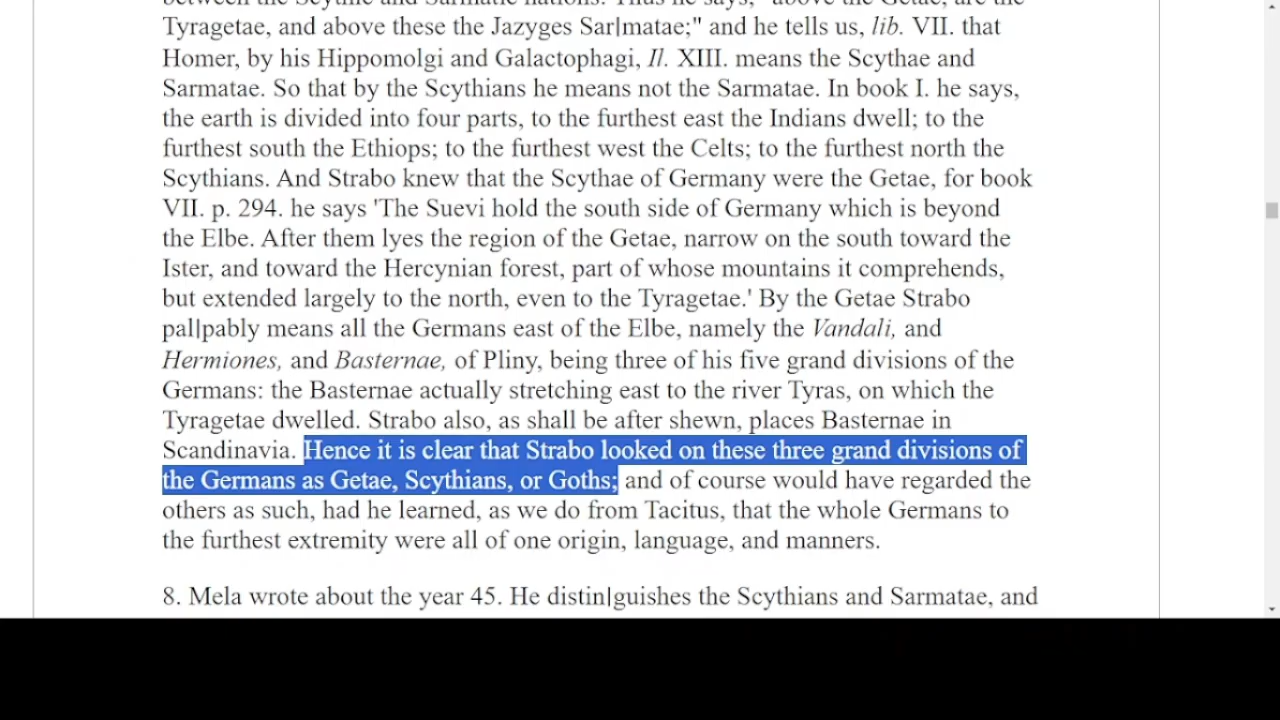 between the Scythic and Sarmatic nations. Thus he says, "above the Getae, are the
Tyragetae, and above these the Jazyges Sar|matae;" and he tells us, lib. VII. that
Homer, by his Hippomolgi and Galactophagi, Il. XIII. means the Scythae and
Sarmatae. So that by the Scythians he means not the Sarmatae. In book I. he says,
the earth is divided into four parts, to the furthest east the Indians dwell; to the
furthest south the Ethiops; to the furthest west the Celts; to the furthest north the
Scythians. And Strabo knew that the Scythae of Germany were the Getae, for book
VII. p. 294. he says 'The Suevi hold the south side of Germany which is beyond
the Elbe. After them lyes the region of the Getae, narrow on the south toward the
Ister, and toward the Hercynian forest, part of whose mountains it comprehends,
but extended largely to the north, even to the Tyragetae.' By the Getae Strabo
pal|pably means all the Germans east of the Elbe, namely the Vandali, and
Hermiones, and Basternae, of Pliny, being three of his five grand divisions of the
Germans: the Basternae actually stretching east to the river Tyras, on which the
Tyragetae dwelled. Strabo also, as shall be after shewn, places Basternae in
Scandinavia. Hence it is clear that Strabo looked on these three grand divisions of
the Germans as Getae, Scythians, or Goths; and of course would have regarded the
others as such, had he learned, as we do from Tacitus, that the whole Germans to
the furthest extremity were all of one origin, language, and manners.
8. Mela wrote about the year 45. He distin|guishes the Scythians and Sarmatae, and